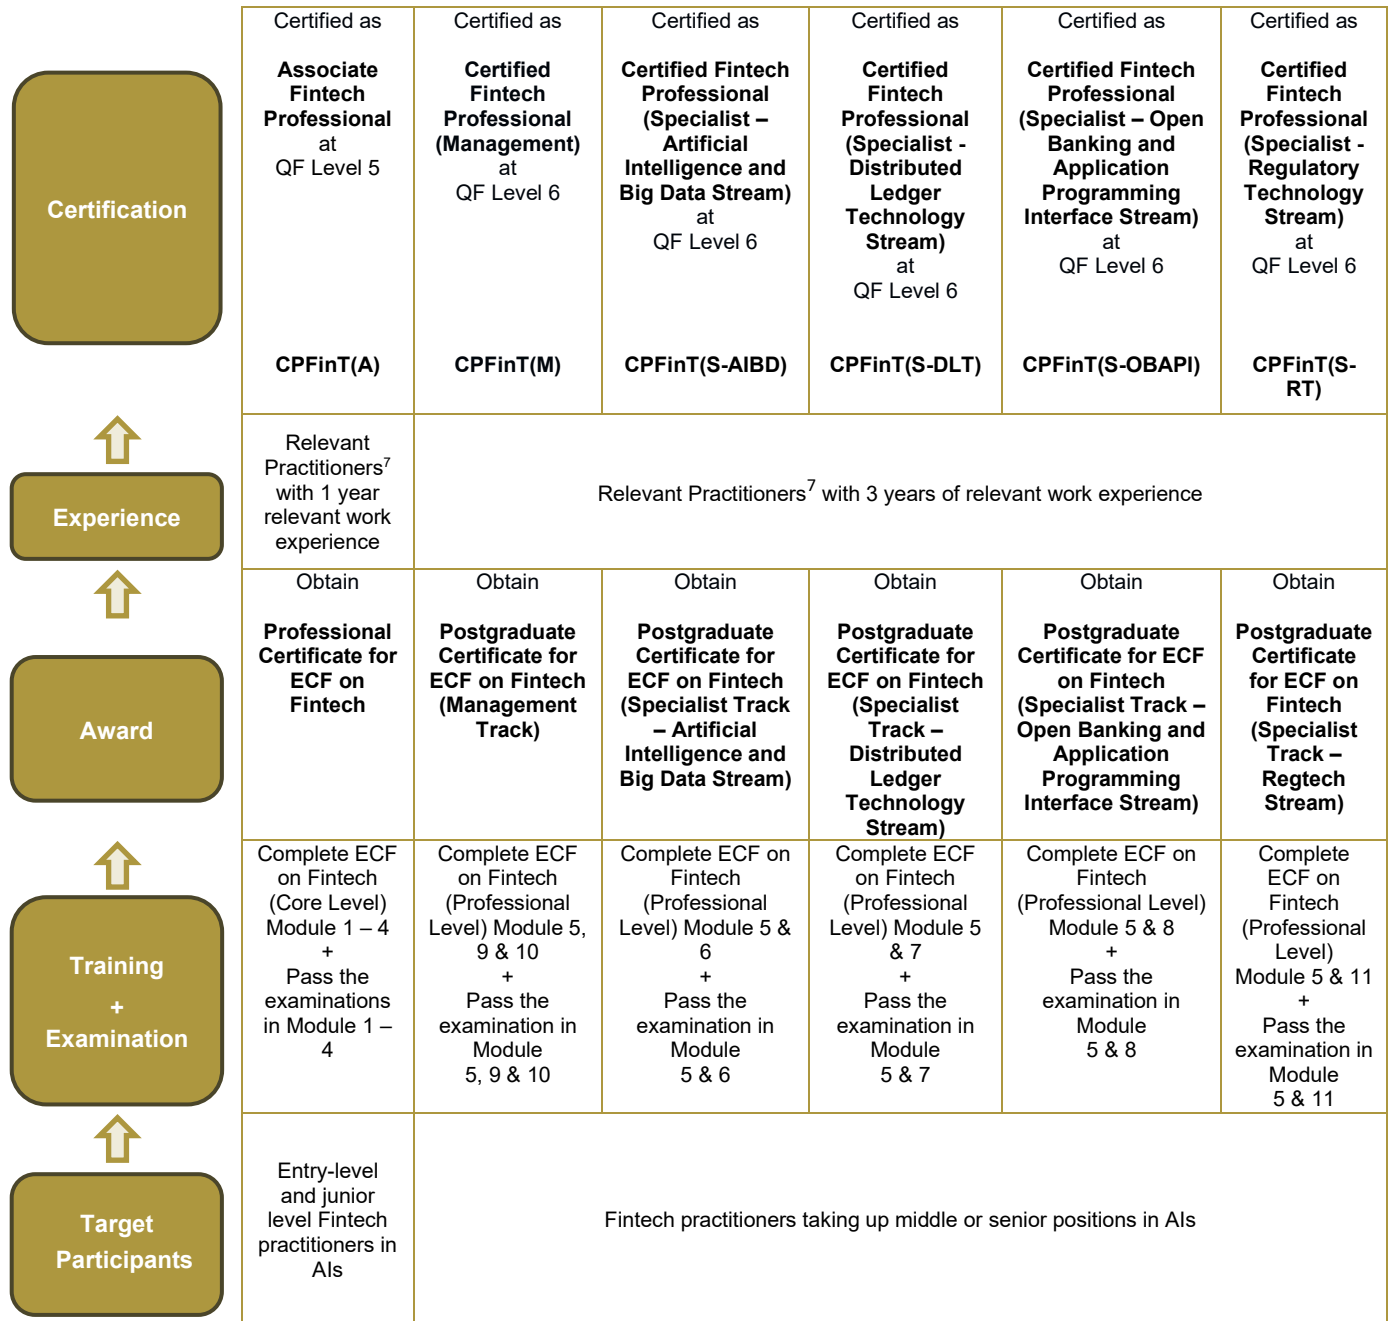 Certification
Certified as
Associate
Fintech
Professional
at
QF Level 5
CPFinT(A)
Certified as
Certified
Fintech
Professional
(Management)
at
QF Level 6
CPFinT(M)
Certified as
Certified Fintech
Professional
(Specialist –
Artificial
Intelligence and
Big Data Stream)
at
QF Level 6
CPFinT(S-AIBD)
Certified as
Certified
Fintech
Professional
(Specialist -
Distributed
Ledger
Technology
Stream)
at
QF Level 6
CPFinT(S-DLT)
Certified as
Certified Fintech
Professional
(Specialist – Open
Banking and
Application
Programming
Interface Stream)
at
QF Level 6
CPFinT(S-OBAPI)
Certified as
Certified
Fintech
Professional
(Specialist -
Regulatory
Technology
Stream)
at
QF Level 6
CPFinT(S-
RT)
Experience
Relevant
Practitioners7
with 1 year
relevant work
experience
Relevant Practitioners7 with 3 years of relevant work experience
Award
Obtain
Professional
Certificate for
ECF on
Fintech
Obtain
Postgraduate
Certificate for
ECF on Fintech
(Management
Track)
Obtain
Postgraduate
Certificate for
ECF on Fintech
(Specialist Track
– Artificial
Intelligence and
Big Data Stream)
Obtain
Postgraduate
Certificate for
ECF on Fintech
(Specialist
Track –
Distributed
Ledger
Technology
Stream)
Obtain
Postgraduate
Certificate for ECF
on Fintech
(Specialist Track –
Open Banking and
Application
Programming
Interface Stream)
Obtain
Postgraduate
Certificate
for ECF on
Fintech
(Specialist
Track –
Regtech
Stream)
Training
+
Examination
Complete ECF
on Fintech
(Core Level)
Module 1 – 4
+
Pass the
examinations
in Module 1 –
4
Complete ECF
on Fintech
(Professional
Level) Module 5,
9 & 10
+
Pass the
examination in
Module
5, 9 & 10
Complete ECF on
Fintech
(Professional
Level) Module 5 &
6
+
Pass the
examination in
Module
5 & 6
Complete ECF
on Fintech
(Professional
Level) Module 5
& 7
+
Pass the
examination in
Module
5 & 7
Complete ECF on
Fintech
(Professional Level)
Module 5 & 8
+
Pass the
examination in
Module
5 & 8
Complete
ECF on
Fintech
(Professional
Level)
Module 5 & 11
+
Pass the
examination in
Module
5 & 11
Target
Participants
Entry-level
and junior
level Fintech
practitioners in
AIs
Fintech practitioners taking up middle or senior positions in AIs